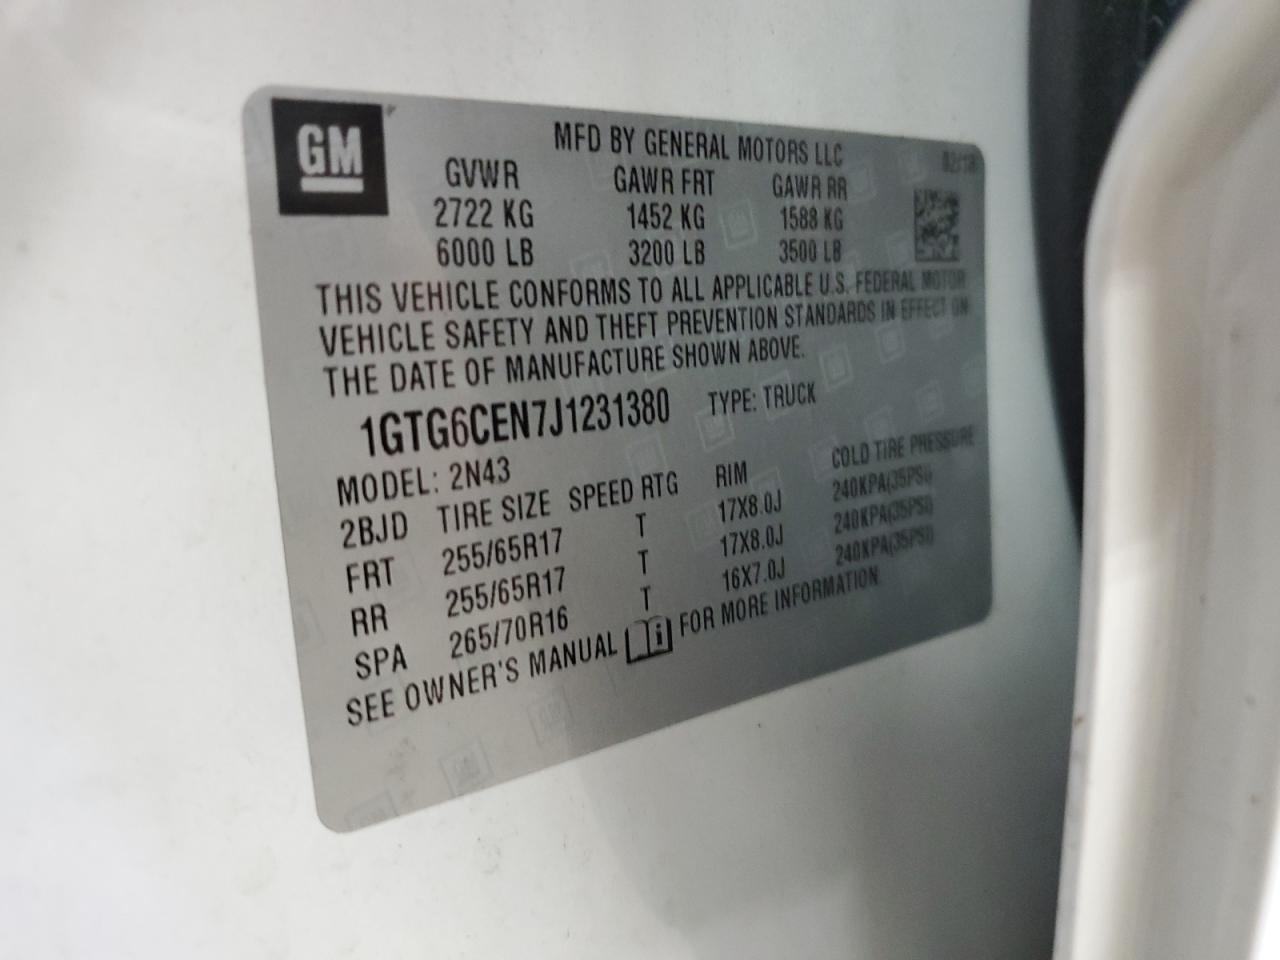 GM
MFD BY GENERAL MOTORS LLC
02/18
GVWR GAWR FRT GAWR RR
2722 KG 1452 KG 1588 KG
6000 LB 3200 LB 3500 LB
THIS VEHICLE CONFORMS TO ALL APPLICABLE U.S. FEDERAL MOTOR
VEHICLE SAFETY AND THEFT PREVENTION STANDARDS IN EFFECT ON
THE DATE OF MANUFACTURE SHOWN ABOVE.
1GTG6CEN7J1231380 TYPE: TRUCK
MODEL: 2N43
2BJD TIRE SIZE SPEED RTG RIM COLD TIRE PRESSURE
FRT 255/65R17 T 17X8.0J 240KPA(35PSI)
RR 255/65R17 T 17X8.0J 240KPA(35PSI)
SPA 265/70R16 T 16X7.0J 240KPA(35PSI)
SEE OWNER'S MANUAL FOR MORE INFORMATION